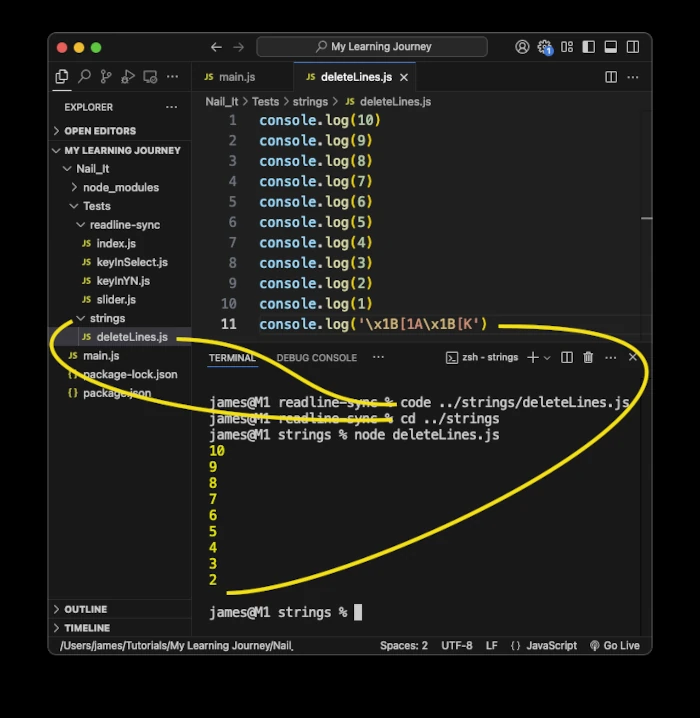 My Learning Journey
1
JS main.js
JS deleteLines.js
EXPLORER
OPEN EDITORS
MY LEARNING JOURNEY
Nail_It
node_modules
Tests
readline-sync
JS index.js
JS keyInSelect.js
JS keyInYN.js
JS slider.js
strings
JS deleteLines.js
JS main.js
{} package-lock.json
{} package.json
OUTLINE
TIMELINE
Nail_It > Tests > strings > JS deleteLines.js
1 console.log(10)
2 console.log(9)
3 console.log(8)
4 console.log(7)
5 console.log(6)
6 console.log(5)
7 console.log(4)
8 console.log(3)
9 console.log(2)
10 console.log(1)
11 console.log('\x1B[1A\x1B[K')
TERMINAL DEBUG CONSOLE ··· zsh - strings
james@M1 readline-sync % code ../strings/deleteLines.js
james@M1 readline-sync % cd ../strings
james@M1 strings % node deleteLines.js
10
9
8
7
6
5
4
3
2
james@M1 strings %
/Users/james/Tutorials/My Learning Journey/Nail_ Spaces: 2 UTF-8 LF {} JavaScript Go Live